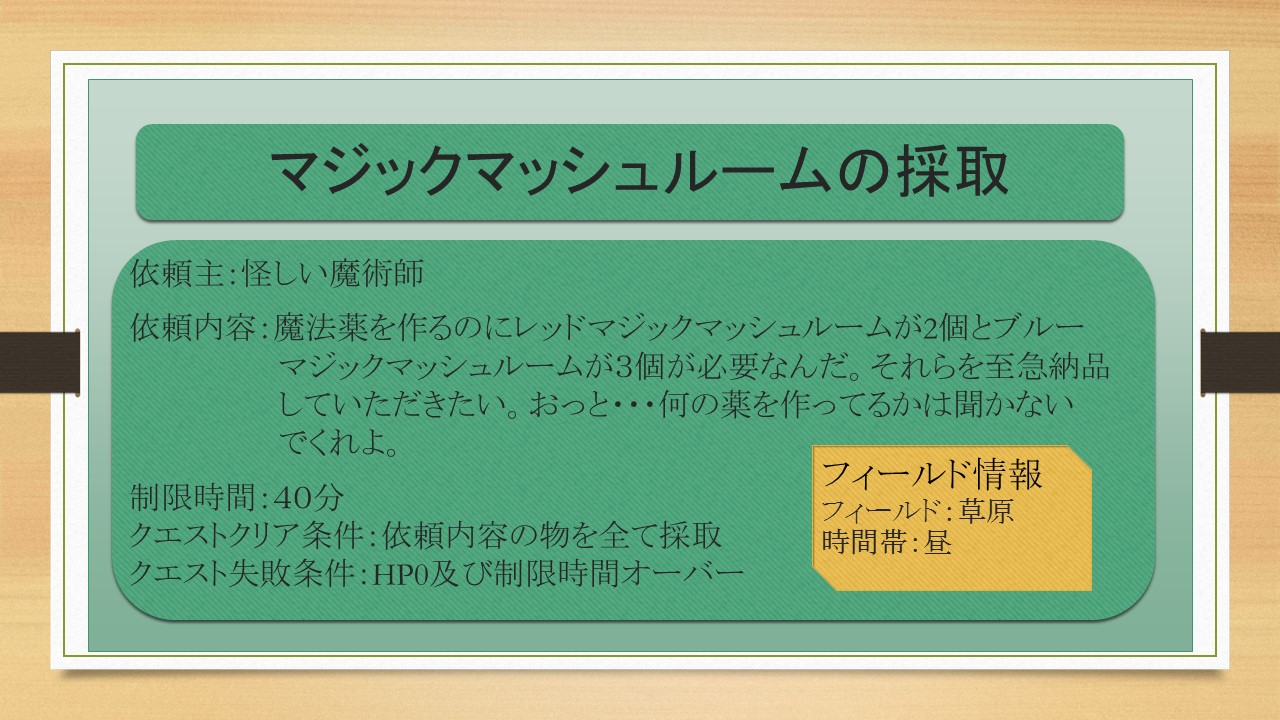 マジックマッシュルームの採取
依頼主：怪しい魔術師
依頼内容：魔法薬を作るのにレッドマジックマッシュルームが2個とブルー
マジックマッシュルームが３個が必要なんだ。それらを至急納品
していただきたい。おっと・・・何の薬を作ってるかは聞かない
でくれよ。
制限時間：４０分
クエストクリア条件：依頼内容の物を全て採取
クエスト失敗条件：HP0及び制限時間オーバー
フィールド情報
フィールド：草原
時間帯：昼